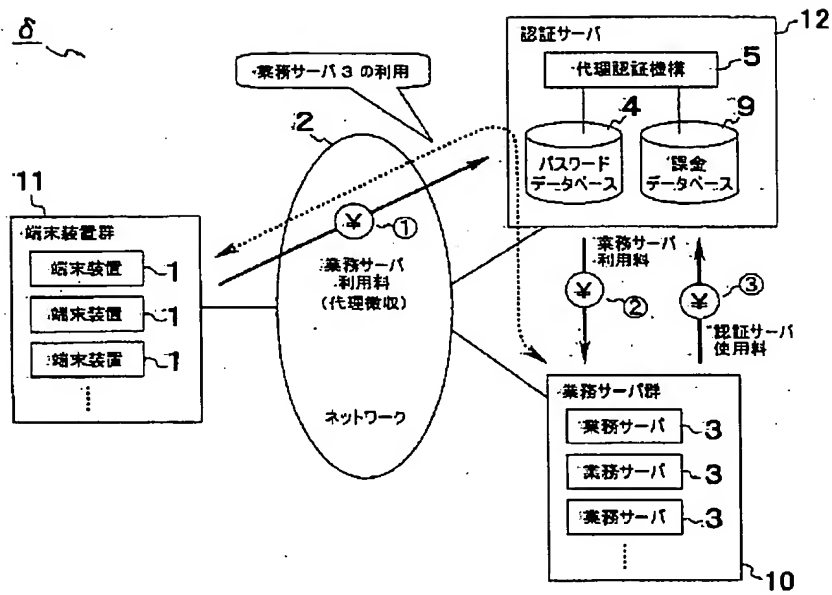 δ
12
認証サーバ
代理認証機構
5
4
9
パスワード
データベース
課金
データベース
業務サーバ3の利用
2
11
端末装置群
端末装置
1
端末装置
1
端末装置
1
¥
①
業務サーバ
利用料
(代理徴収)
ネットワーク
業務サーバ
利用料
¥
②
¥
③
認証サーバ
使用料
業務サーバ群
業務サーバ
3
業務サーバ
3
業務サーバ
3
10